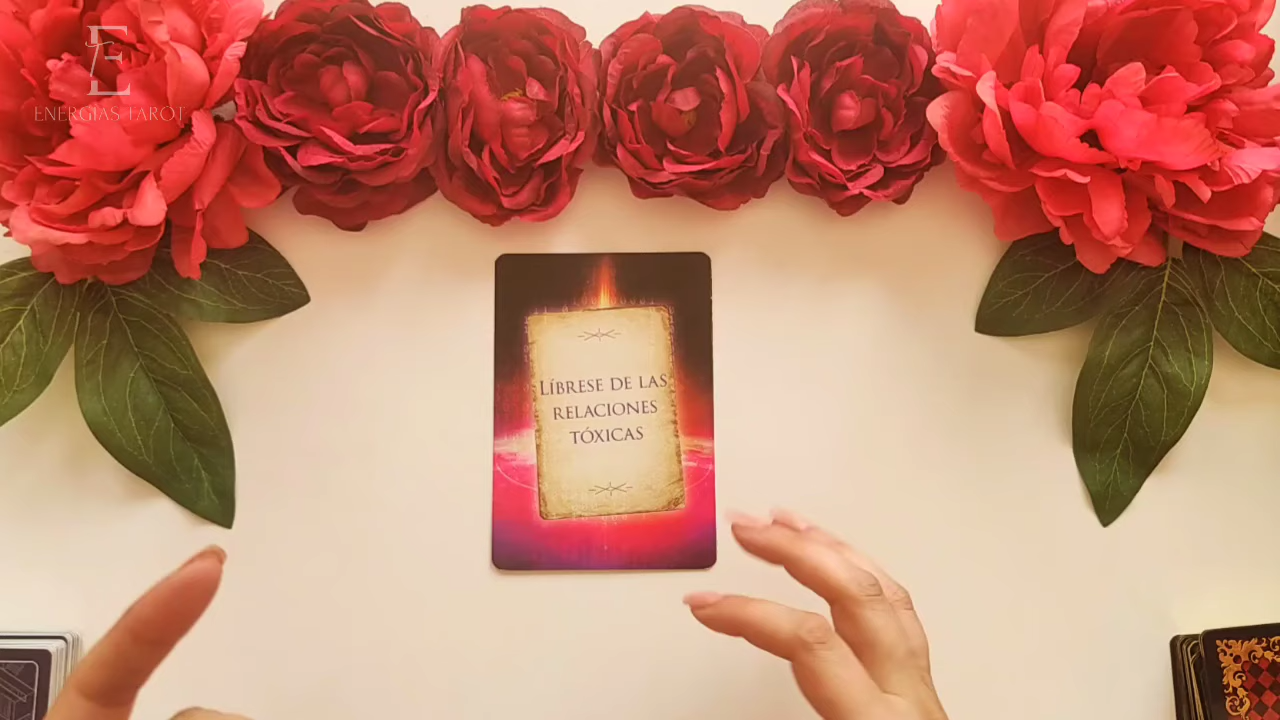 E
ENERGÍAS TAROT
LÍBRESE DE LAS
RELACIONES
TÓXICAS